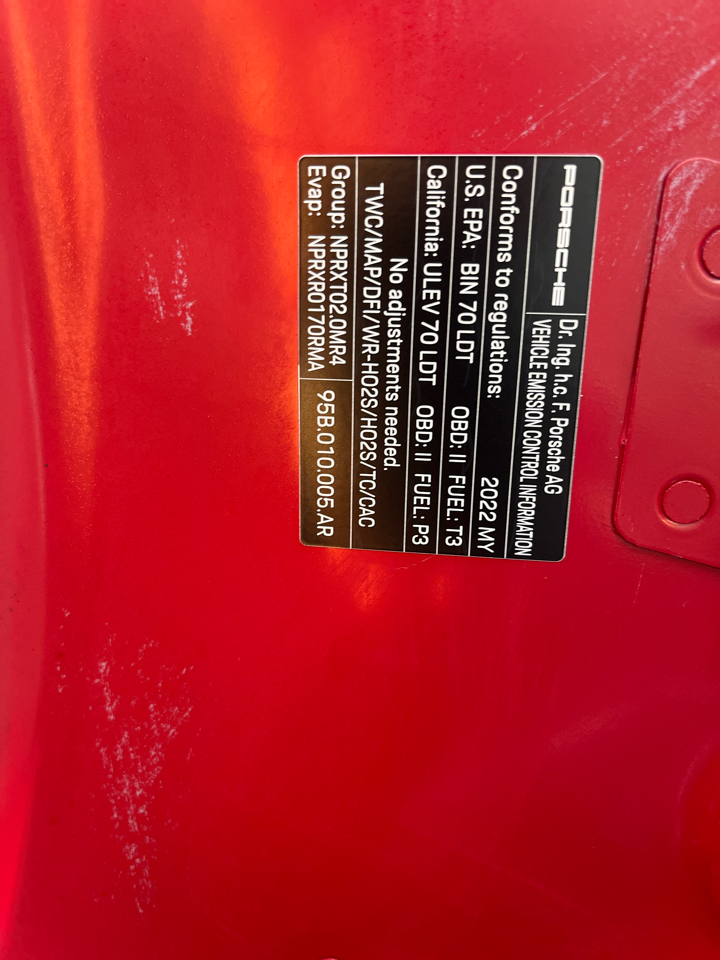 PORSCHE
Dr. Ing. h.c. F. Porsche AG
VEHICLE EMISSION CONTROL INFORMATION
Conforms to regulations: 2022 MY
U.S. EPA: BIN 70 LDT OBD: II FUEL: T3
California: ULEV 70 LDT OBD: II FUEL: P3
No adjustments needed.
TWC/MAP/DFI/WR-HO2S/HO2S/TC/CAC
Group: NPRXT02.0MR4
Evap: NPRXR0170RMA
95B.010.005.AR